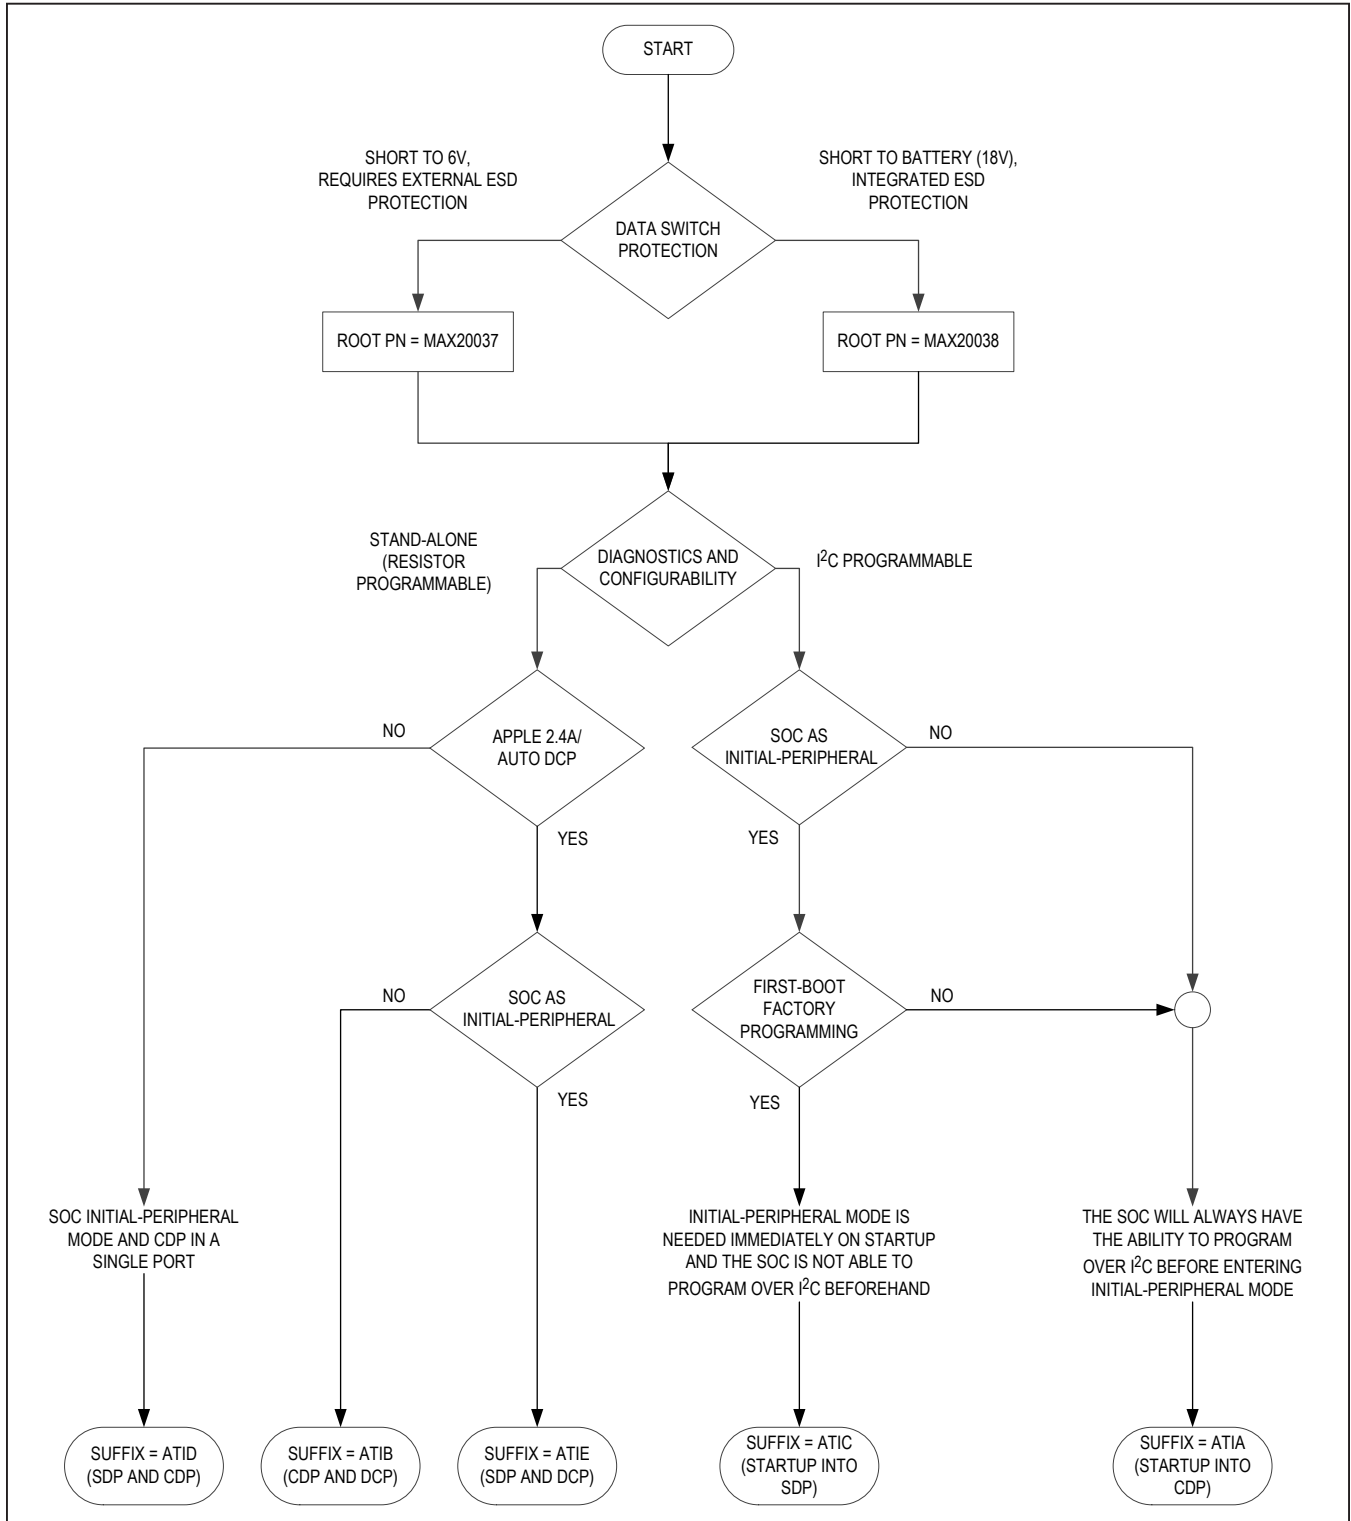 START
SHORT TO 6V,
REQUIRES EXTERNAL ESD
PROTECTION
SHORT TO BATTERY (18V),
INTEGRATED ESD
PROTECTION
DATA SWITCH
PROTECTION
ROOT PN = MAX20037
ROOT PN = MAX20038
STAND-ALONE
(RESISTOR
PROGRAMMABLE)
DIAGNOSTICS AND
CONFIGURABILITY
I²C PROGRAMMABLE
NO
APPLE 2.4A/
AUTO DCP
YES
SOC AS
INITIAL-PERIPHERAL
NO
YES
NO
SOC AS
INITIAL-PERIPHERAL
YES
FIRST-BOOT
FACTORY
PROGRAMMING
NO
YES
SOC INITIAL-PERIPHERAL
MODE AND CDP IN A
SINGLE PORT
INITIAL-PERIPHERAL MODE IS
NEEDED IMMEDIATELY ON STARTUP
AND THE SOC IS NOT ABLE TO
PROGRAM OVER I²C BEFOREHAND
THE SOC WILL ALWAYS HAVE
THE ABILITY TO PROGRAM
OVER I²C BEFORE ENTERING
INITIAL-PERIPHERAL MODE
SUFFIX = ATID
(SDP AND CDP)
SUFFIX = ATIB
(CDP AND DCP)
SUFFIX = ATIE
(SDP AND DCP)
SUFFIX = ATIC
(STARTUP INTO
SDP)
SUFFIX = ATIA
(STARTUP INTO
CDP)